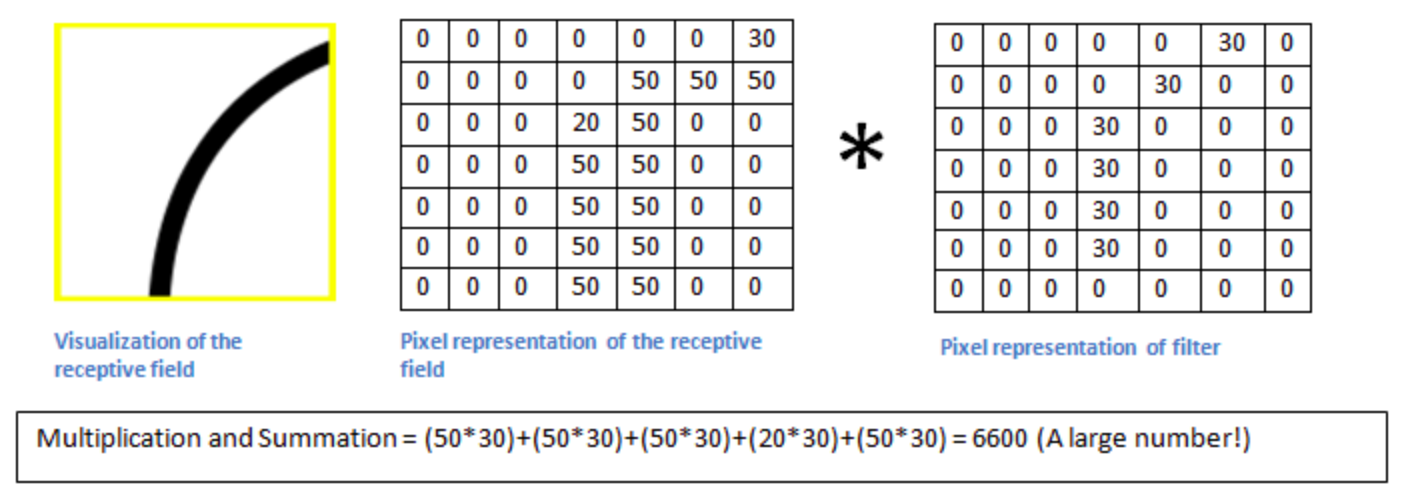 0 0 0 0 0 0 30
0 0 0 0 50 50 50
0 0 0 20 50 0 0
0 0 0 50 50 0 0
0 0 0 50 50 0 0
0 0 0 50 50 0 0
0 0 0 50 50 0 0
*
0 0 0 0 0 30 0
0 0 0 0 30 0 0
0 0 0 30 0 0 0
0 0 0 30 0 0 0
0 0 0 30 0 0 0
0 0 0 30 0 0 0
0 0 0 0 0 0 0
Visualization of the
receptive field
Pixel representation of the receptive
field
Pixel representation of filter
Multiplication and Summation = (50*30)+(50*30)+(50*30)+(20*30)+(50*30) = 6600 (A large number!)